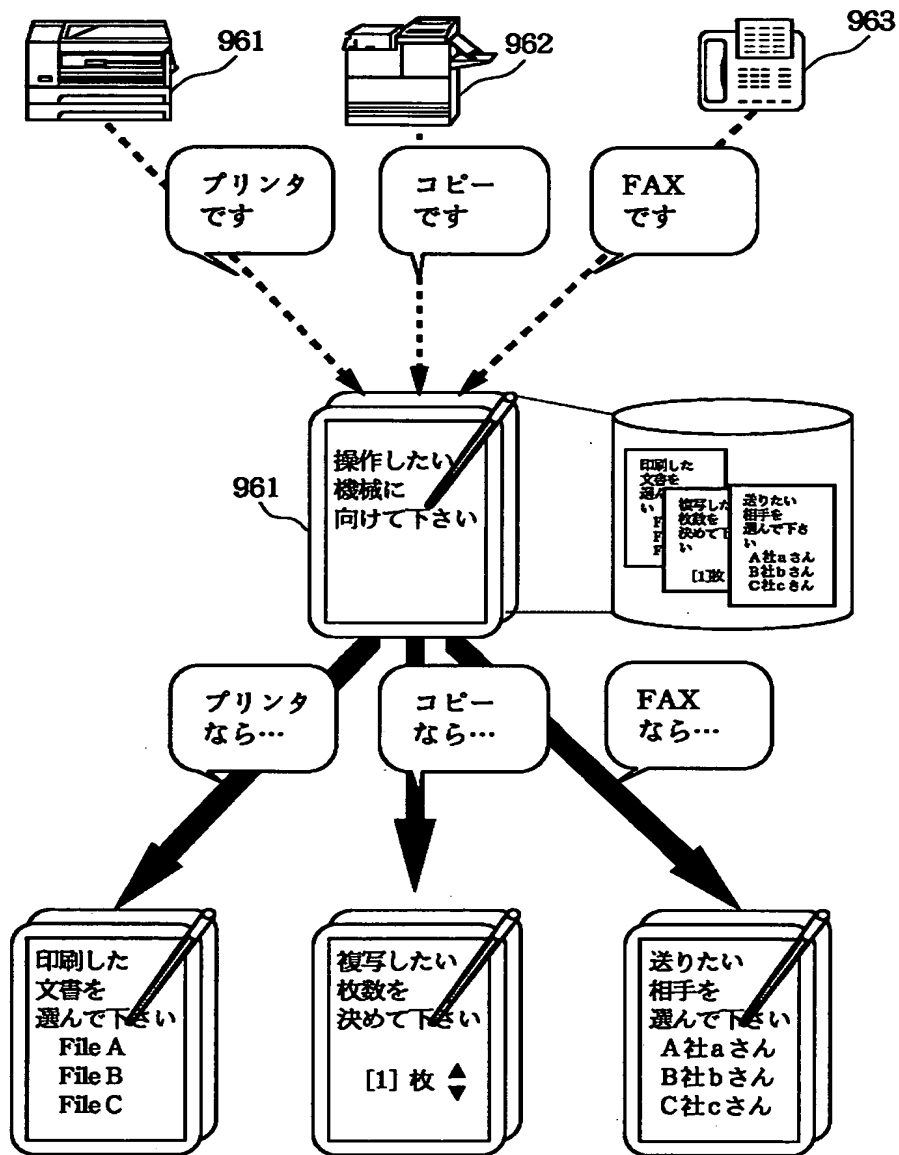 961
962
963
プリンタ
です
コピー
です
FAX
です
操作したい
機械に
向けて下さい
961
印刷した
文書を
選ん
い
F
F
F
複写した
枚数を
決めて下
い
[1]枚
送りたい
相手を
選んで下さ
い
A社aさん
B社bさん
C社cさん
プリンタ
なら…
コピー
なら…
FAX
なら…
印刷した
文書を
選んで下さい
File A
File B
File C
複写したい
枚数を
決めて下さい
[1] 枚
送りたい
相手を
選んで下さい
A社aさん
B社bさん
C社cさん